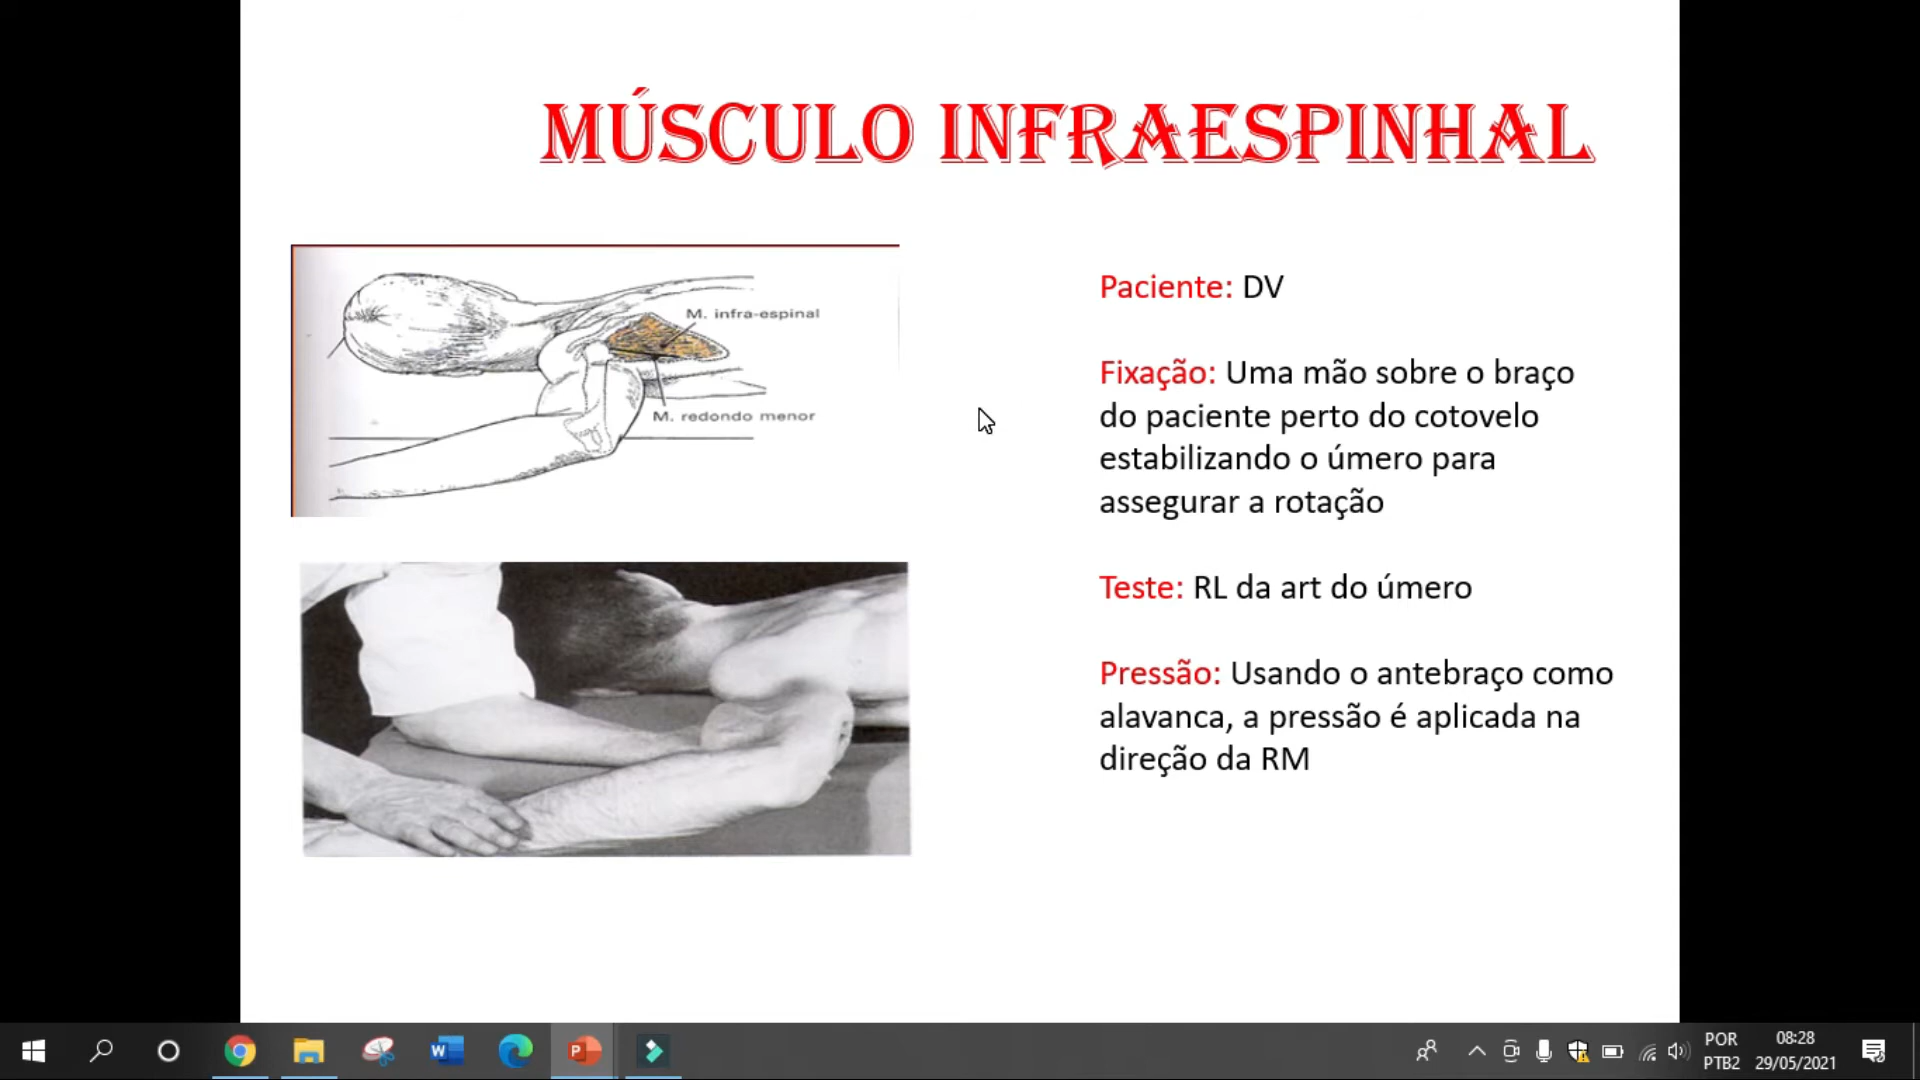 MÚSCULO INFRAESPINHAL
M. infra-espinal
M. redondo menor
Paciente: DV
Fixação: Uma mão sobre o braço
do paciente perto do cotovelo
estabilizando o úmero para
assegurar a rotação
Teste: RL da art do úmero
Pressão: Usando o antebraço como
alavanca, a pressão é aplicada na
direção da RM
POR
PTB2
08:28
29/05/2021